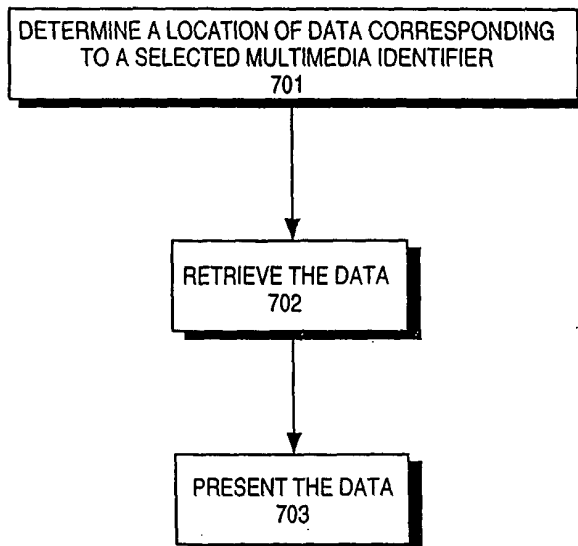 DETERMINE A LOCATION OF DATA CORRESPONDING
TO A SELECTED MULTIMEDIA IDENTIFIER
701
RETRIEVE THE DATA
702
PRESENT THE DATA
703